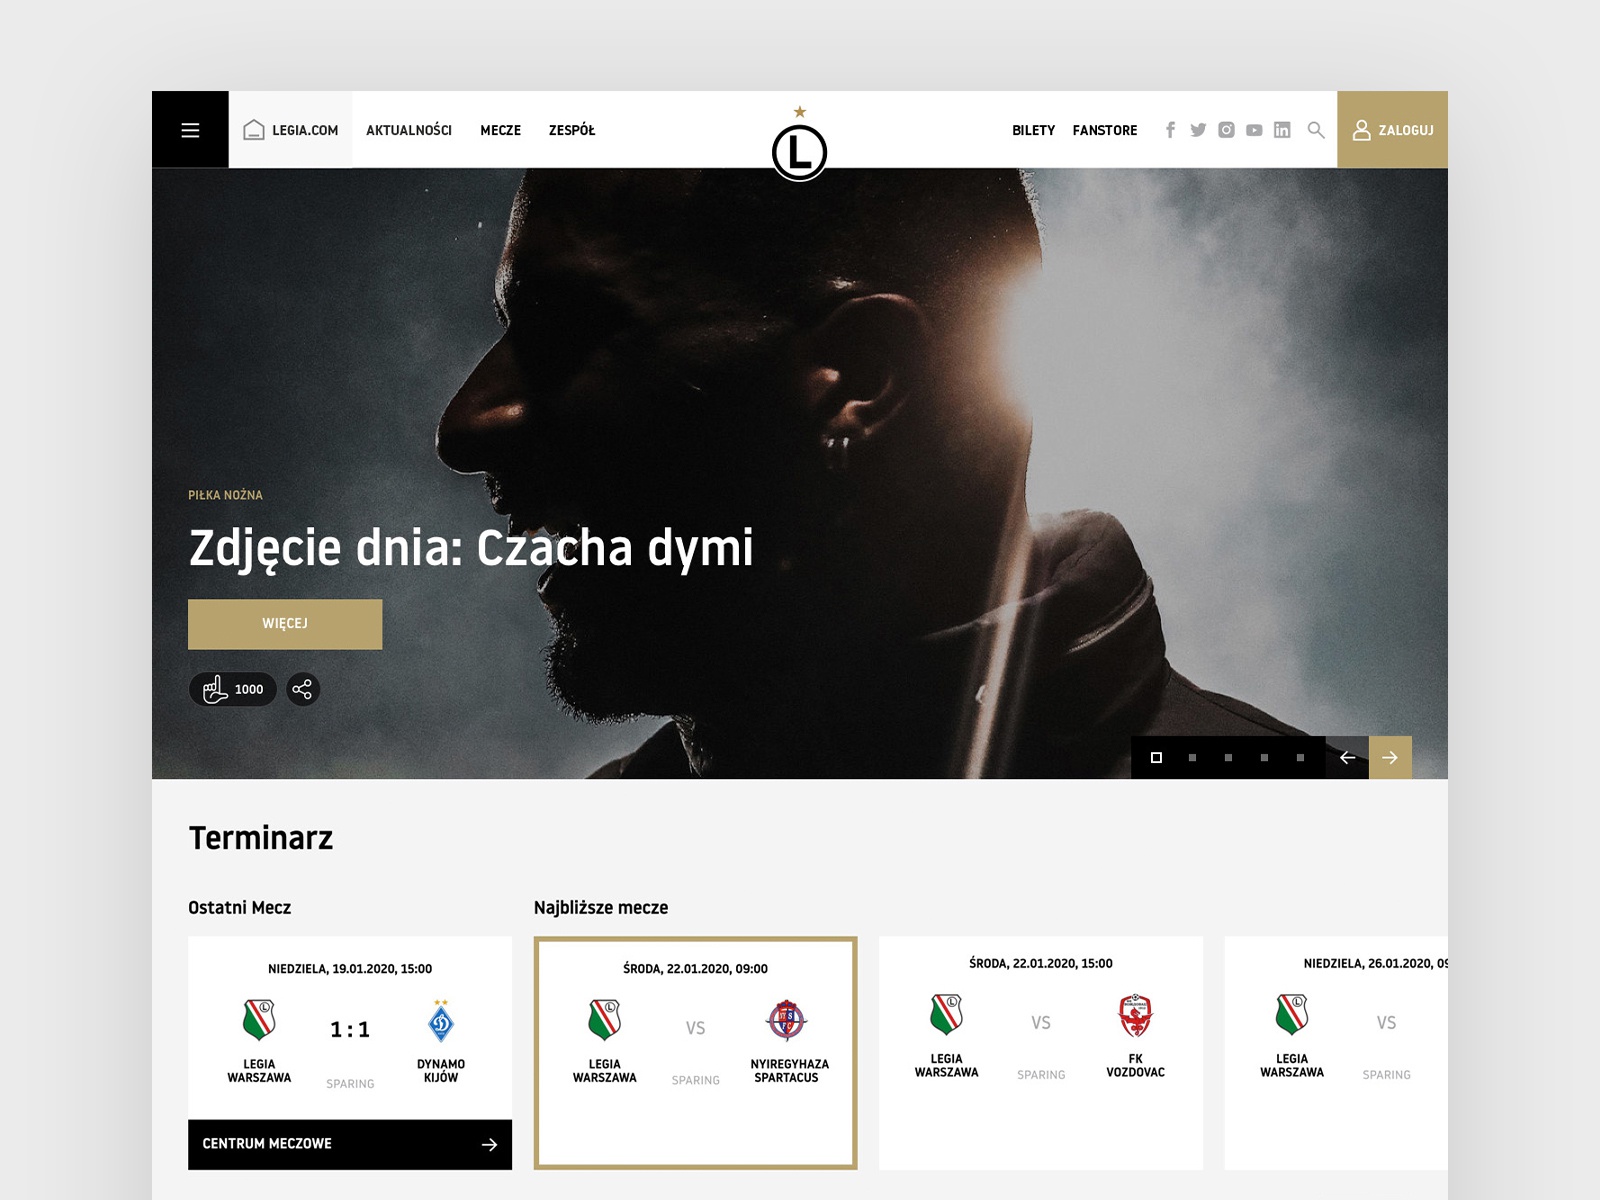 LEGIA.COM
AKTUALNOŚCI
MECZE
ZESPÓŁ
L
BILETY
FANSTORE
ZALOGUJ
PIŁKA NOŻNA
Zdjęcie dnia: Czacha dymi
WIĘCEJ
1000
Terminarz
Ostatni Mecz
Najbliższe mecze
NIEDZIELA, 19.01.2020, 15:00
LEGIA
WARSZAWA
1:1
SPARING
DYNAMO
KIJÓW
CENTRUM MECZOWE
ŚRODA, 22.01.2020, 09:00
LEGIA
WARSZAWA
VS
SPARING
NYIREGYHAZA
SPARTACUS
ŚRODA, 22.01.2020, 15:00
LEGIA
WARSZAWA
VS
SPARING
FK
VOZDOVAC
NIEDZIELA, 26.01.2020, 09
LEGIA
WARSZAWA
VS
SPARING